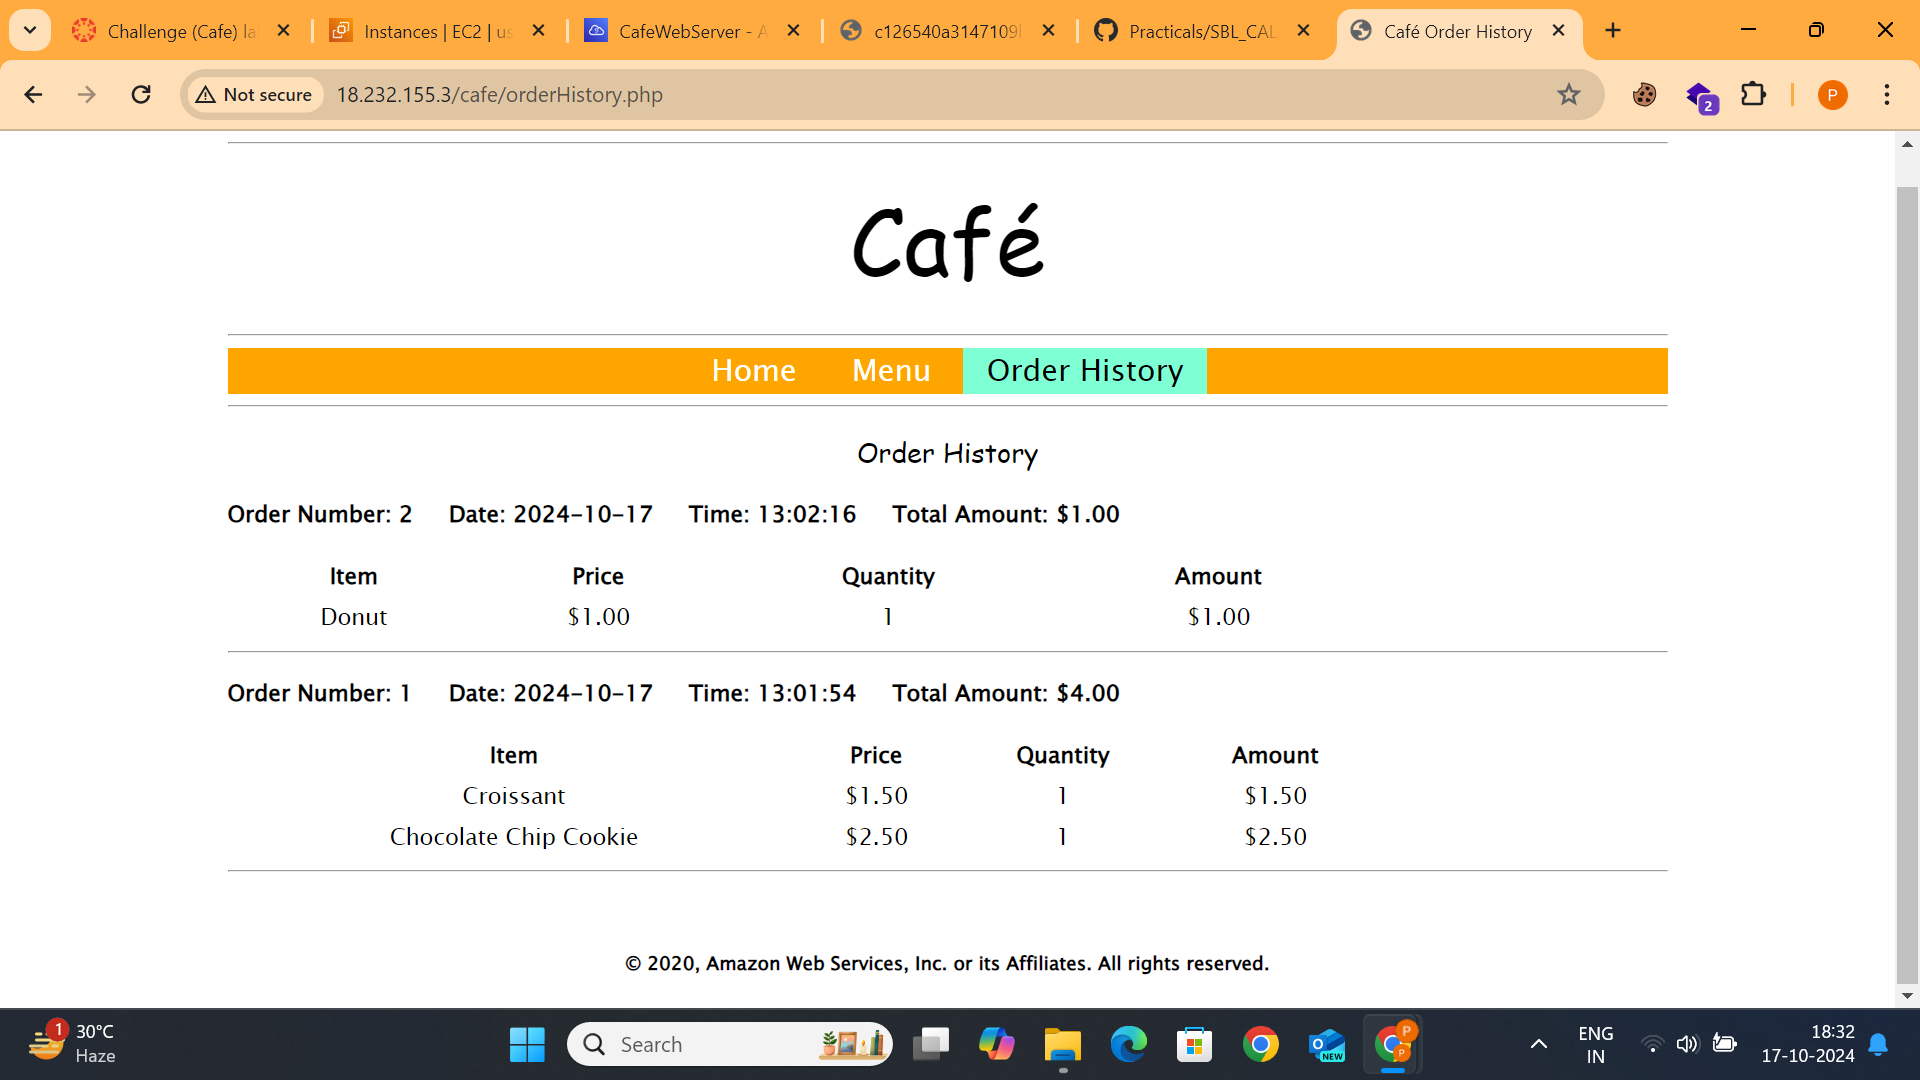 Challenge (Cafe) la
Instances | EC2 | us
CafeWebServer - A
c126540a3147109
Practicals/SBL_CAL
Café Order History
Not secure
18.232.155.3/cafe/orderHistory.php
2
P
Café
Home Menu Order History
Order History
Order Number: 2 Date: 2024-10-17 Time: 13:02:16 Total Amount: $1.00
Item Price Quantity Amount
Donut $1.00 1 $1.00
Order Number: 1 Date: 2024-10-17 Time: 13:01:54 Total Amount: $4.00
Item Price Quantity Amount
Croissant $1.50 1 $1.50
Chocolate Chip Cookie $2.50 1 $2.50
© 2020, Amazon Web Services, Inc. or its Affiliates. All rights reserved.
1
30°C
Haze
Search
O
NEW
P
P
ENG
IN
18:32
17-10-2024